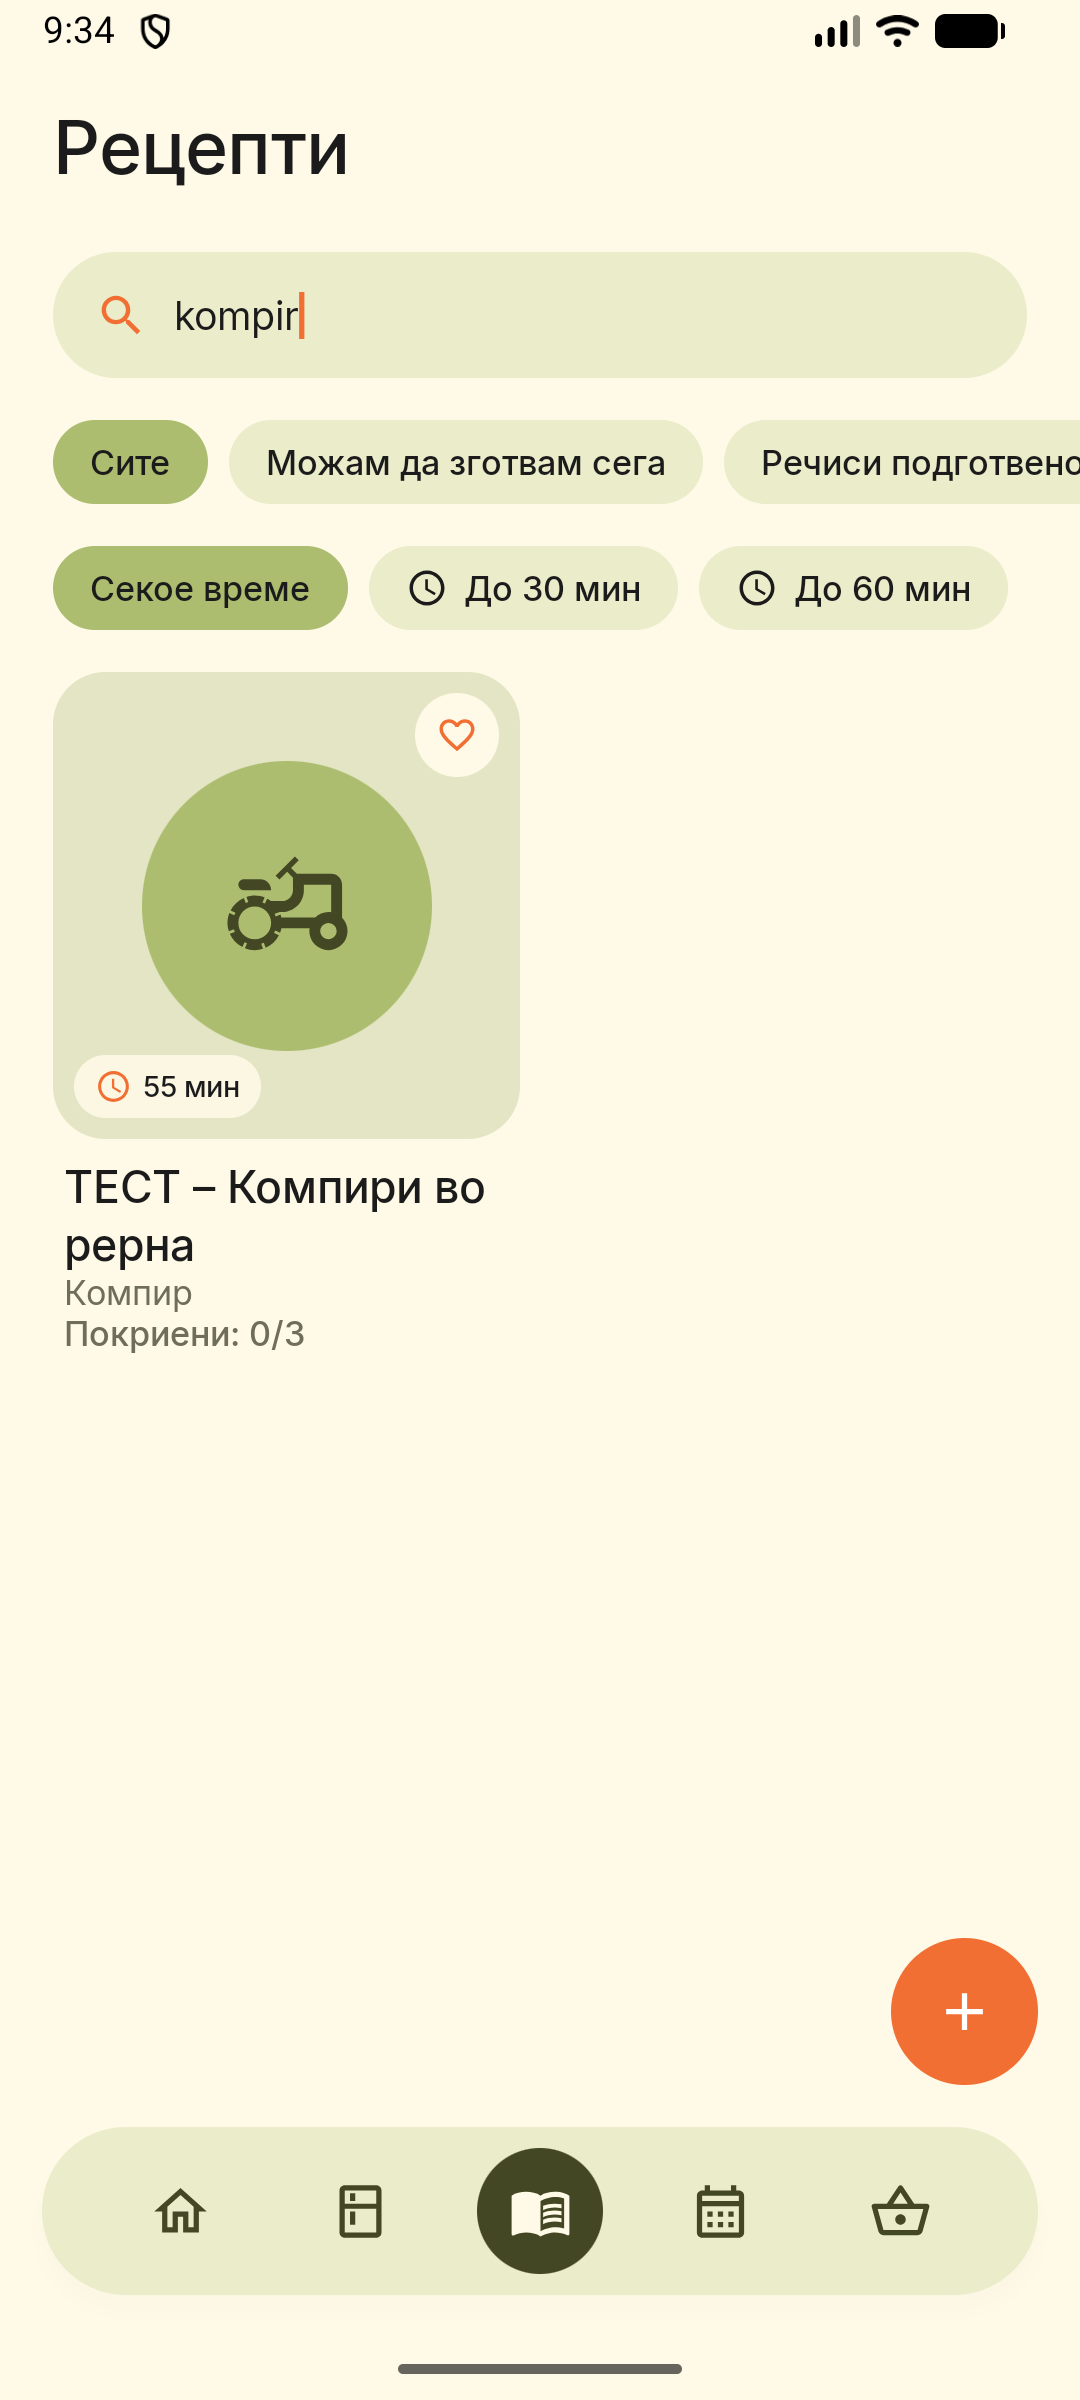 9:34
Рецепти
kompir
Сите
Можам да зготвам сега
Речиси подготвено
Секое време
До 30 мин
До 60 мин
55 мин
ТЕСТ – Компири во
рерна
Компир
Покриени: 0/3